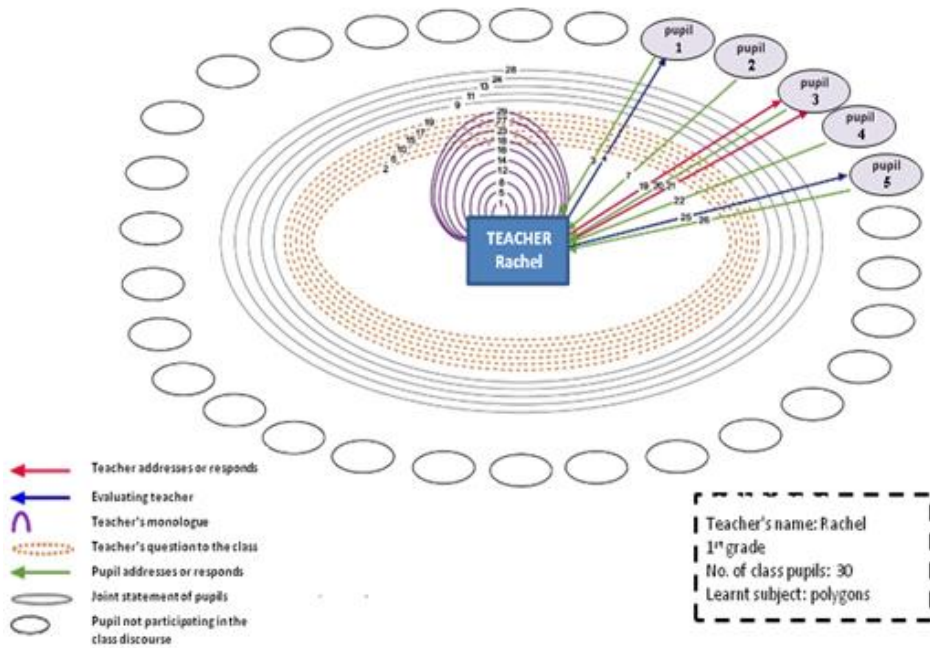 pupil
1
pupil
2
pupil
3
pupil
4
pupil
5
28
24
13
11
9
19
17
15
2
29
27
23
18
16
14
12
8
5
1
3
7
19 20 21
22
25 26
TEACHER
Rachel
Teacher addresses or responds
Evaluating teacher
Teacher's monologue
Teacher's question to the class
Pupil addresses or responds
Joint statement of pupils
Pupil not participating in the
class discourse
Teacher's name: Rachel
1st grade
No. of class pupils: 30
Learnt subject: polygons